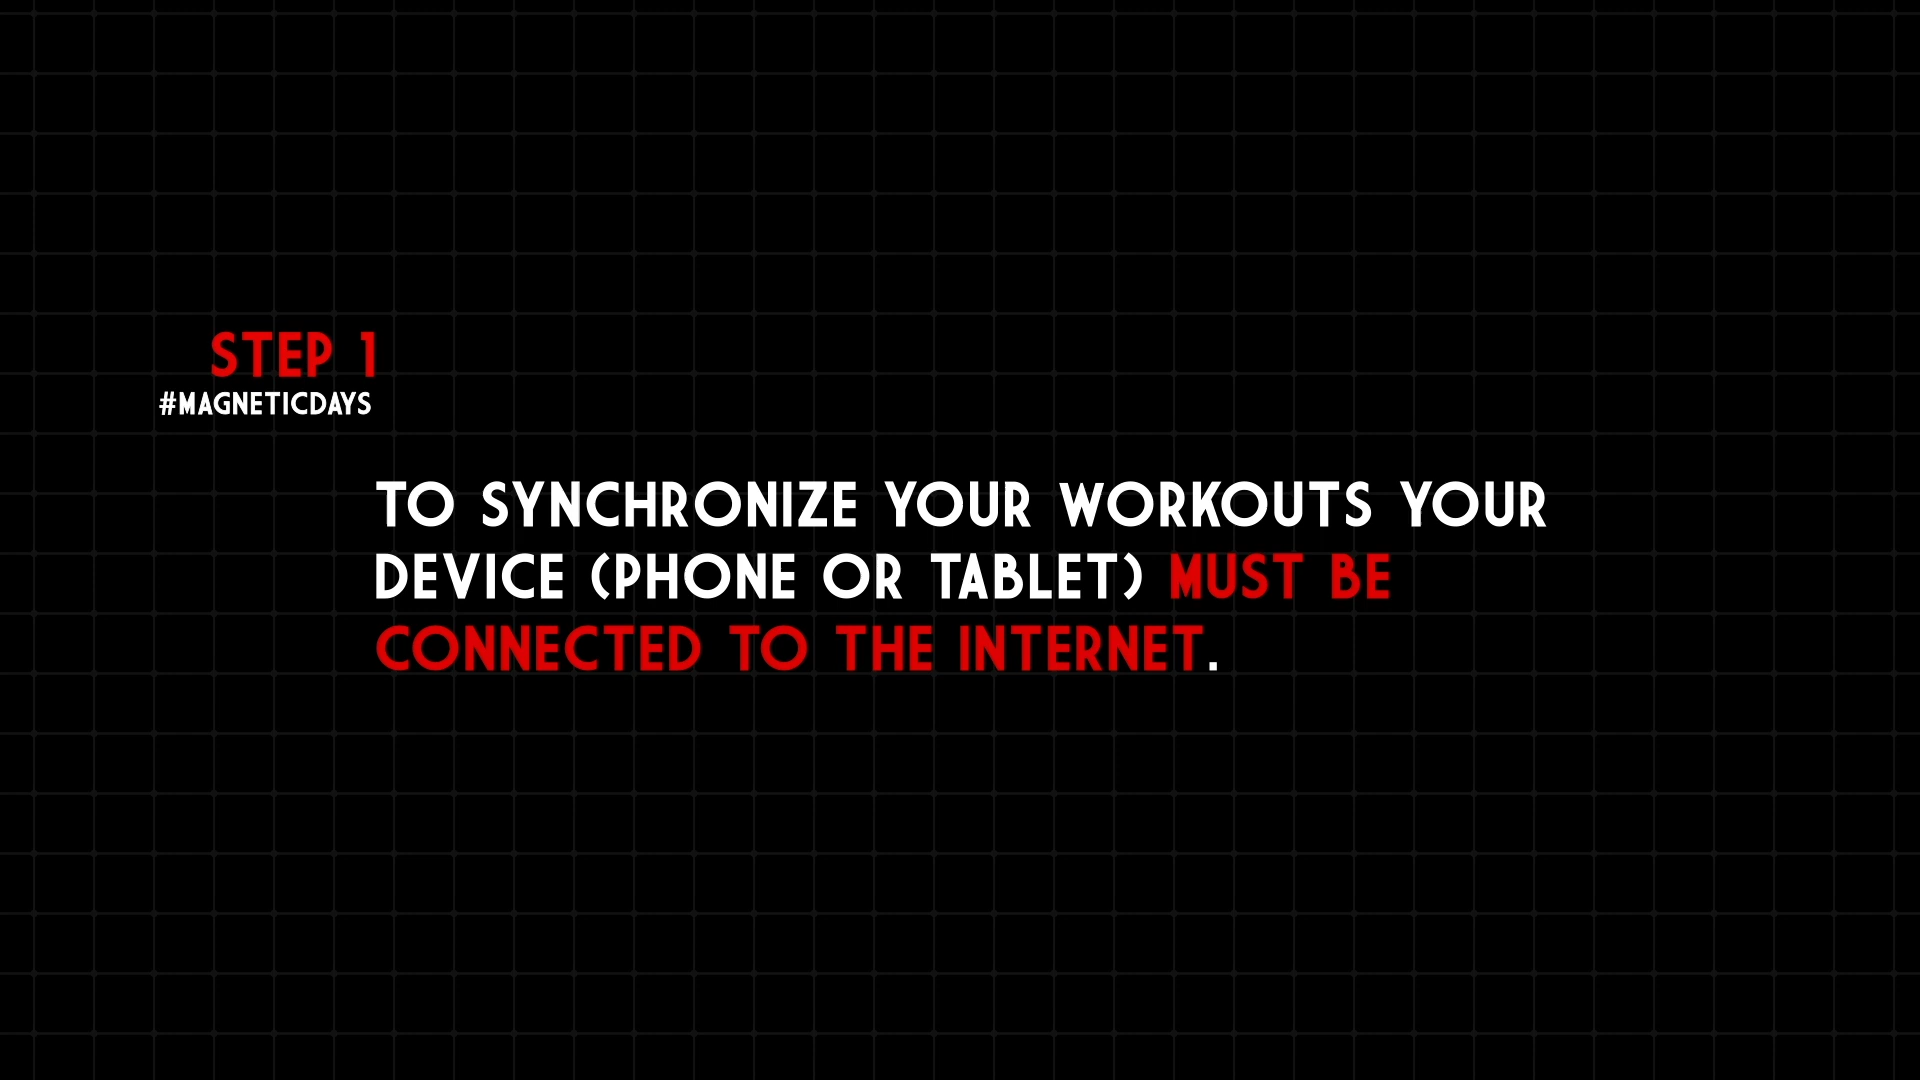 STEP 1
#MAGNETICDAYS
TO SYNCHRONIZE YOUR WORKOUTS YOUR
DEVICE (PHONE OR TABLET) MUST BE
CONNECTED TO THE INTERNET.